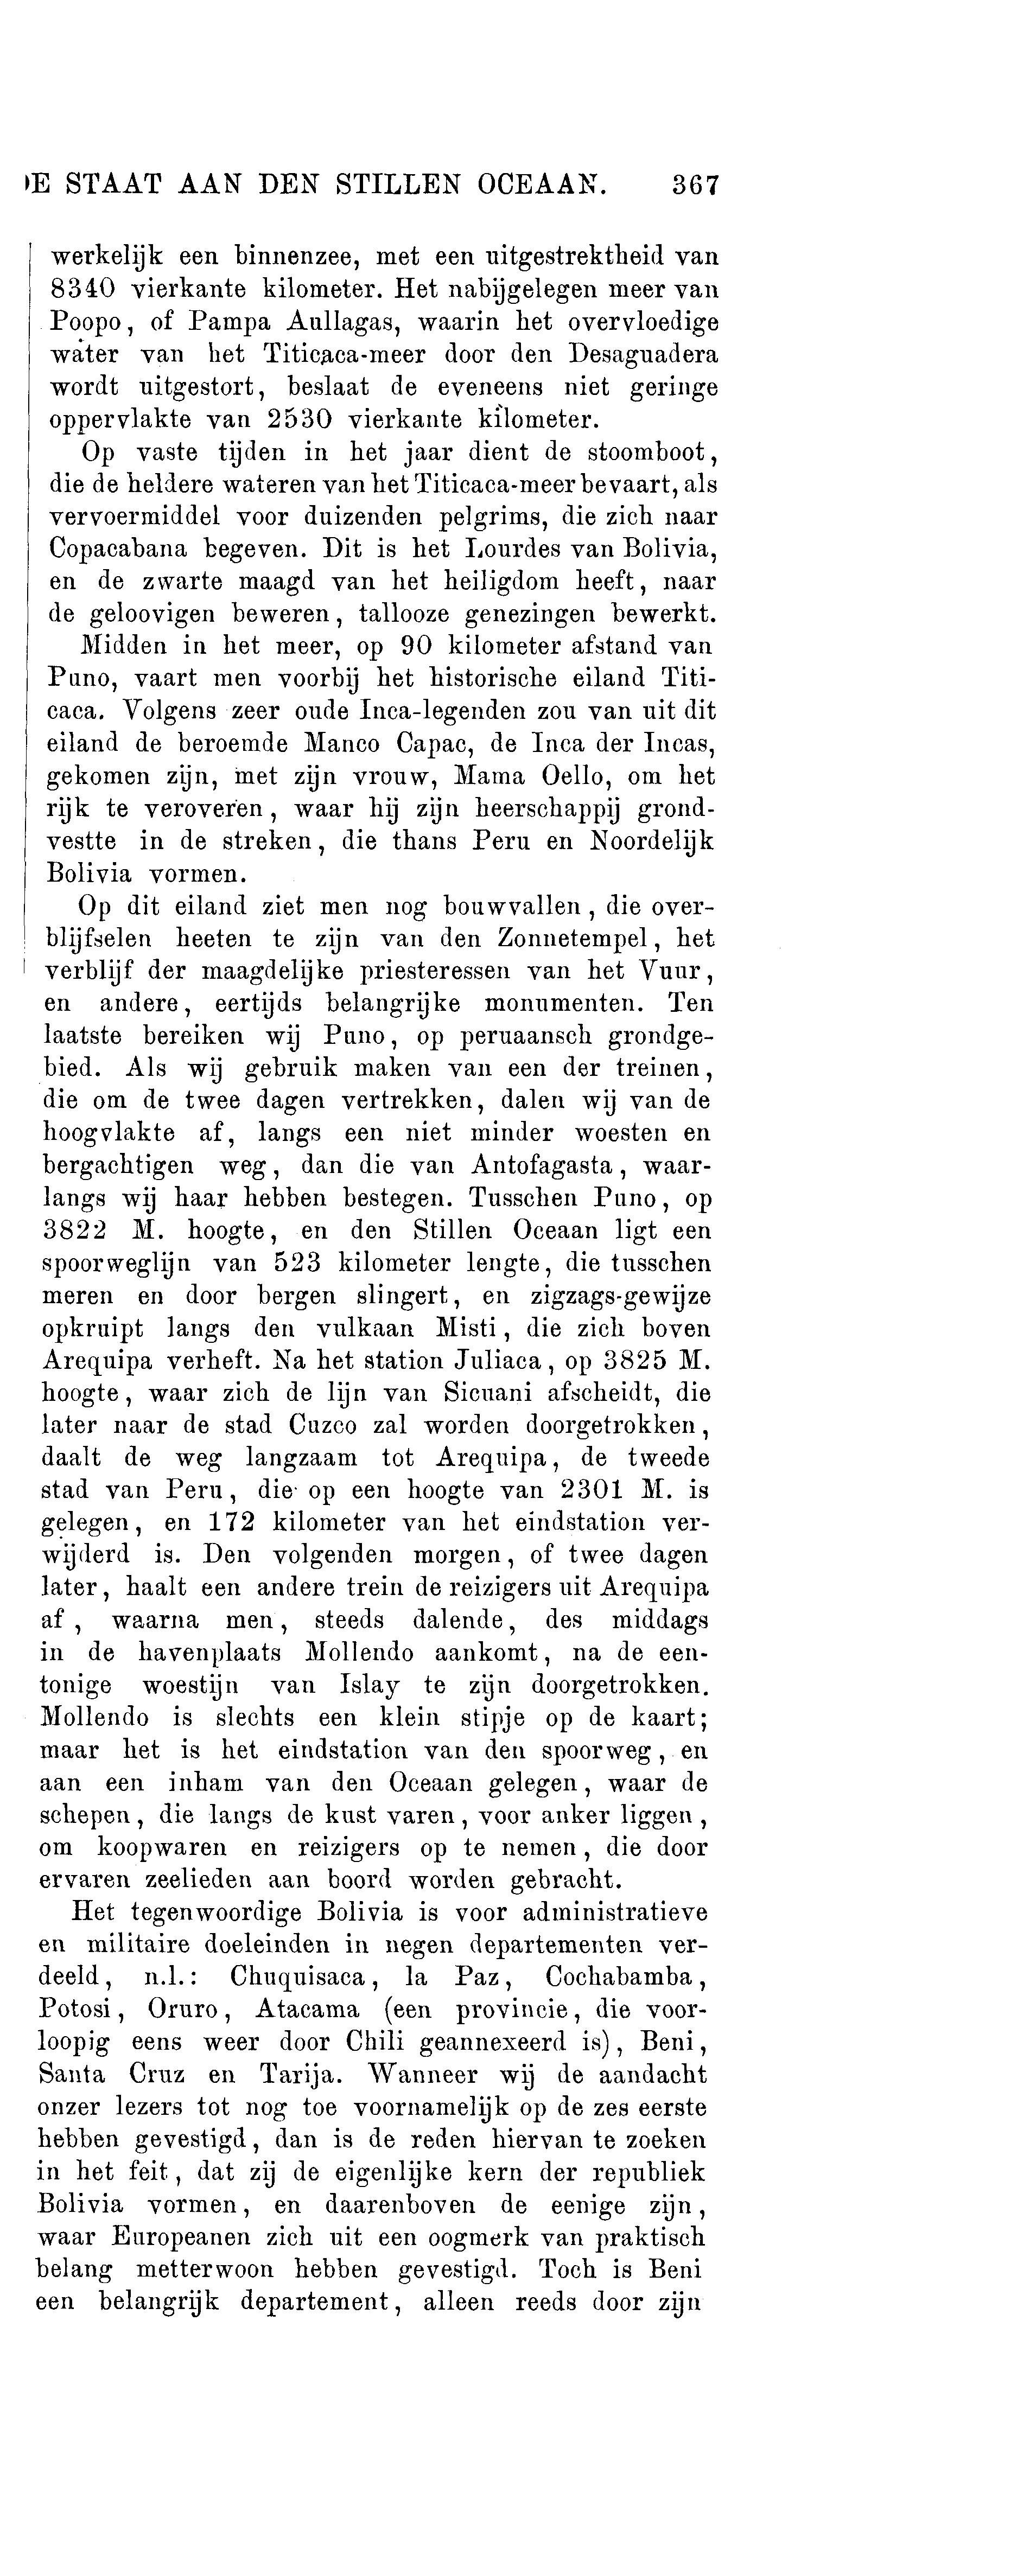 E STAAT AAN DEN STILLEN OCEAAN. 367
werkelijk een binnenzee, met een uitgestrektheid van
8340 vierkante kilometer. Het nabijgelegen meer van
Poopo, of Pampa Aullagas, waarin het overvloedige
water van het Titicaca-meer door den Desaguadera
wordt uitgestort, beslaat de eveneens niet geringe
oppervlakte van 2530 vierkante kilometer.
Op vaste tijden in het jaar dient de stoomboot,
die de heldere wateren van het Titicaca-meer bevaart, als
vervoermiddel voor duizenden pelgrims, die zich naar
Copacabana begeven. Dit is het Lourdes van Bolivia,
en de zwarte maagd van het heiligdom heeft, naar
de geloovigen beweren, tallooze genezingen bewerkt.
Midden in het meer, op 90 kilometer afstand van
Puno, vaart men voorbij het historische eiland Titi-
caca. Volgens zeer oude Inca-legenden zou van uit dit
eiland de beroemde Manco Capac, de Inca der Incas,
gekomen zijn, met zijn vrouw, Mama Oello, om het
rijk te veroveren, waar hij zijn heerschappij grond-
vestte in de streken, die thans Peru en Noordelijk
Bolivia vormen.
Op dit eiland ziet men nog bouwvallen, die over-
blijfselen heeten te zijn van den Zonnetempel, het
verblijf der maagdelijke priesteressen van het Vuur,
en andere, eertijds belangrijke monumenten. Ten
laatste bereiken wij Puno, op peruaansch grondge-
bied. Als wij gebruik maken van een der treinen,
die om de twee dagen vertrekken, dalen wij van de
hoogvlakte af, langs een niet minder woesten en
bergachtigen weg, dan die van Antofagasta, waar-
langs wij haar hebben bestegen. Tusschen Puno, op
3822 M. hoogte, en den Stillen Oceaan ligt een
spoorweglijn van 523 kilometer lengte, die tusschen
meren en door bergen slingert, en zigzags-gewijze
opkruipt langs den vulkaan Misti, die zich boven
Arequipa verheft. Na het station Juliaca, op 3825 M.
hoogte, waar zich de lijn van Sicuani afscheidt, die
later naar de stad Cuzco zal worden doorgetrokken,
daalt de weg langzaam tot Arequipa, de tweede
stad van Peru, die op een hoogte van 2301 M. is
gelegen, en 172 kilometer van het eindstation ver-
wijderd is. Den volgenden morgen, of twee dagen
later, haalt een andere trein de reizigers uit Arequipa
af, waarna men, steeds dalende, des middags
in de havenplaats Mollendo aankomt, na de een-
tonige woestijn van Islay te zijn doorgetrokken.
Mollendo is slechts een klein stipje op de kaart;
maar het is het eindstation van den spoorweg, en
aan een inham van den Oceaan gelegen, waar de
schepen, die langs de kust varen, voor anker liggen,
om koopwaren en reizigers op te nemen, die door
ervaren zeelieden aan boord worden gebracht.
Het tegenwoordige Bolivia is voor administratieve
en militaire doeleinden in negen departementen ver-
deeld, n.l.: Chuquisaca, la Paz, Cochabamba,
Potosi, Oruro, Atacama (een provincie, die voor-
loopig eens weer door Chili geannexeerd is), Beni,
Santa Cruz en Tarija. Wanneer wij de aandacht
onzer lezers tot nog toe voornamelijk op de zes eerste
hebben gevestigd, dan is de reden hiervan te zoeken
in het feit, dat zij de eigenlijke kern der republiek
Bolivia vormen, en daarenboven de eenige zijn,
waar Europeanen zich uit een oogmerk van praktisch
belang metterwoon hebben gevestigd. Toch is Beni
een belangrijk departement, alleen reeds door zijn